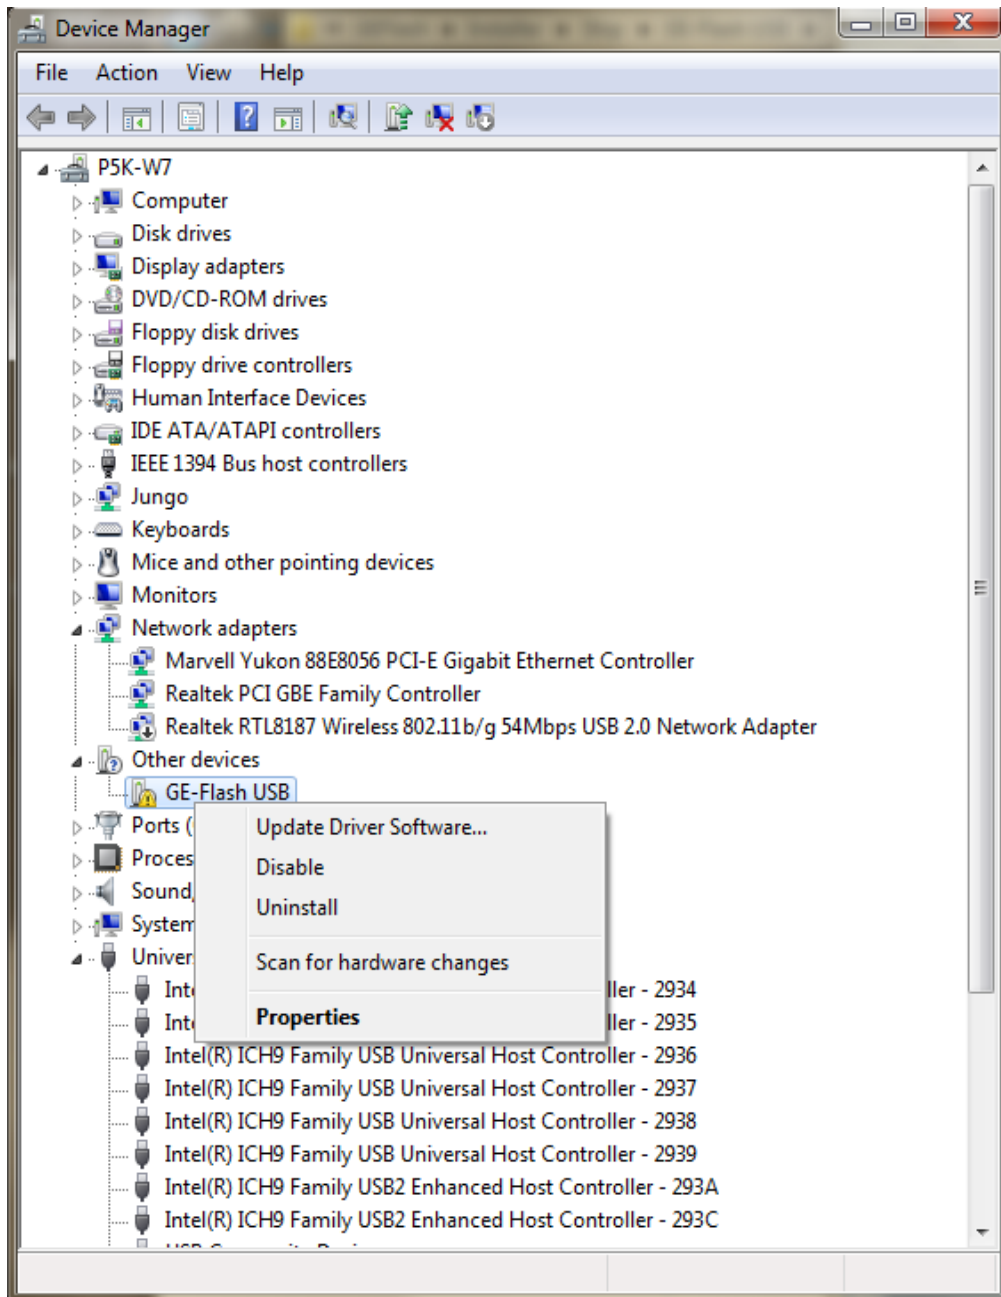 Device Manager
File Action View Help
P5K-W7
Computer
Disk drives
Display adapters
DVD/CD-ROM drives
Floppy disk drives
Floppy drive controllers
Human Interface Devices
IDE ATA/ATAPI controllers
IEEE 1394 Bus host controllers
Jungo
Keyboards
Mice and other pointing devices
Monitors
Network adapters
Marvell Yukon 88E8056 PCI-E Gigabit Ethernet Controller
Realtek PCI GBE Family Controller
Realtek RTL8187 Wireless 802.11b/g 54Mbps USB 2.0 Network Adapter
Other devices
GE-Flash USB
Ports (
Update Driver Software...
Proces
Disable
Sound,
Uninstall
System
Univer
Scan for hardware changes
Inte
ller - 2934
Properties
Inte
ller - 2935
Intel(R) ICH9 Family USB Universal Host Controller - 2936
Intel(R) ICH9 Family USB Universal Host Controller - 2937
Intel(R) ICH9 Family USB Universal Host Controller - 2938
Intel(R) ICH9 Family USB Universal Host Controller - 2939
Intel(R) ICH9 Family USB2 Enhanced Host Controller - 293A
Intel(R) ICH9 Family USB2 Enhanced Host Controller - 293C